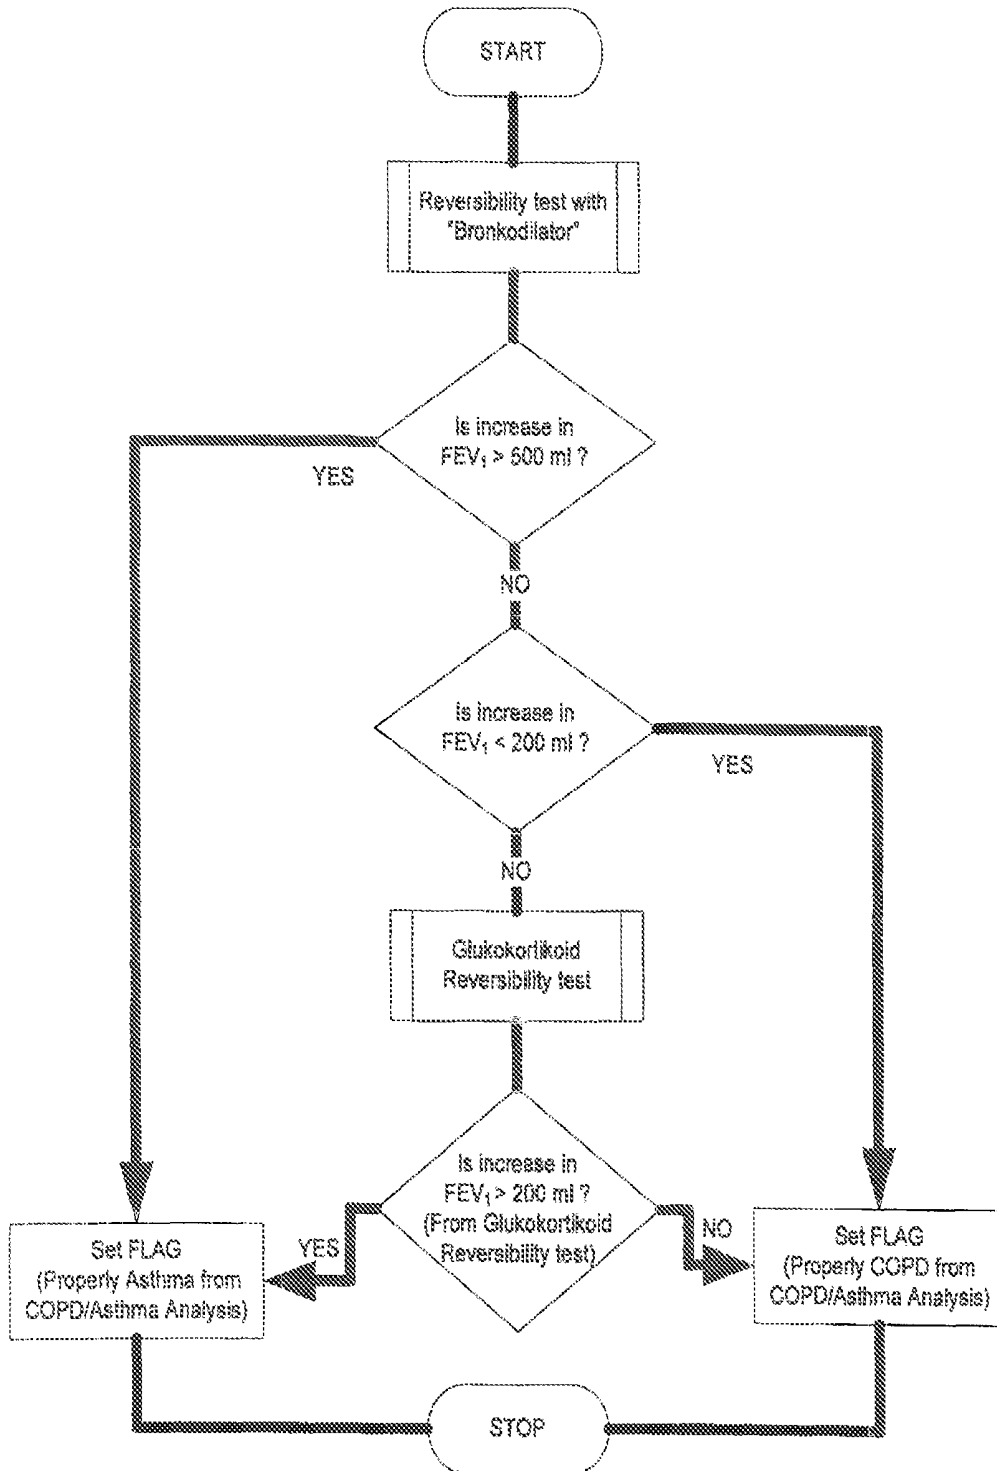 START
Reversibility test with
"Bronkodilator"
Is increase in
FEV₁ > 500 ml ?
YES
NO
Is increase in
FEV₁ < 200 ml ?
YES
NO
Glukokortikoid
Reversibility test
Is increase in
FEV₁ > 200 ml ?
(From Glukokortikoid
Reversibility test)
YES
NO
Set FLAG
(Properly Asthma from
COPD/Asthma Analysis)
Set FLAG
(Properly COPD from
COPD/Asthma Analysis)
STOP